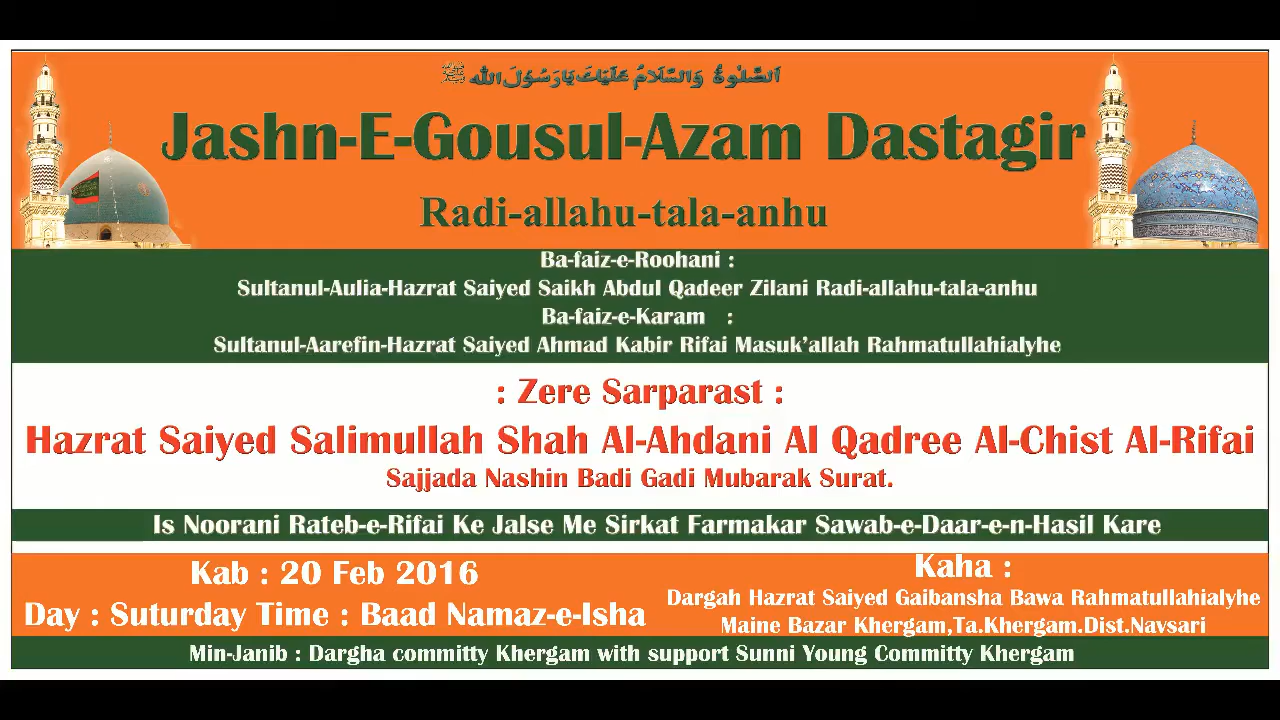 اَلصَّلٰوةُ وَالسَّلَامُ عَلَيْكَ يَارَسُوْلَ اللّٰه ﷺ
Jashn-E-Gousul-Azam Dastagir
Radi-allahu-tala-anhu
Ba-faiz-e-Roohani :
Sultanul-Aulia-Hazrat Saiyed Saikh Abdul Qadeer Zilani Radi-allahu-tala-anhu
Ba-faiz-e-Karam :
Sultanul-Aarefin-Hazrat Saiyed Ahmad Kabir Rifai Masuk'allah Rahmatullahialyhe
: Zere Sarparast :
Hazrat Saiyed Salimullah Shah Al-Ahdani Al Qadree Al-Chist Al-Rifai
Sajjada Nashin Badi Gadi Mubarak Surat.
Is Noorani Rateb-e-Rifai Ke Jalse Me Sirkat Farmakar Sawab-e-Daar-e-n-Hasil Kare
Kab : 20 Feb 2016
Day : Suturday Time : Baad Namaz-e-Isha
Kaha :
Dargah Hazrat Saiyed Gaibansha Bawa Rahmatullahialyhe
Maine Bazar Khergam,Ta.Khergam.Dist.Navsari
Min-Janib : Dargha committy Khergam with support Sunni Young Committy Khergam